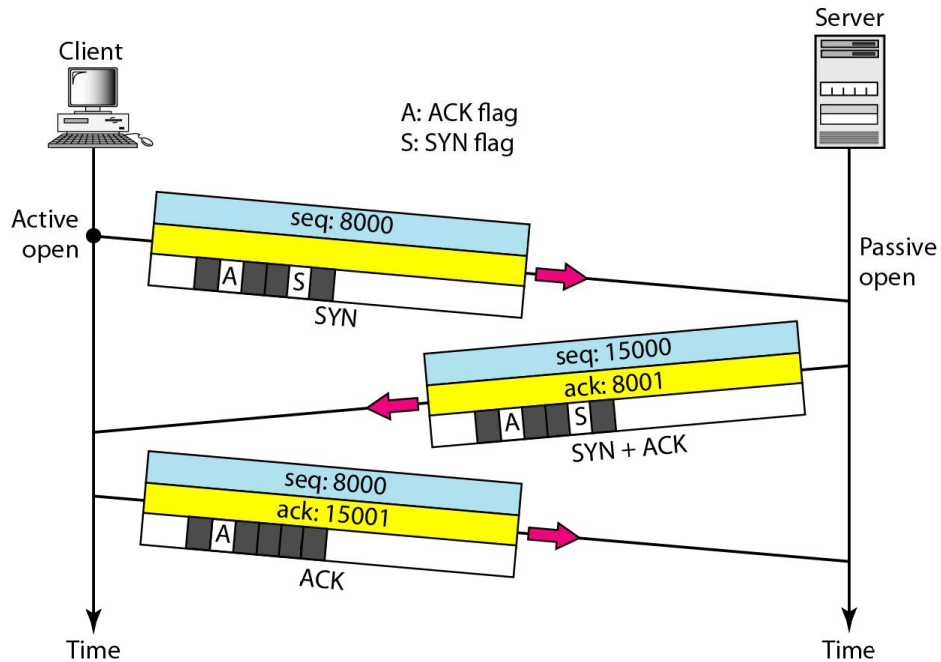 Client
Server
A: ACK flag
S: SYN flag
Active
open
seq: 8000
A S
SYN
Passive
open
seq: 15000
ack: 8001
A S
SYN + ACK
seq: 8000
ack: 15001
A
ACK
Time
Time